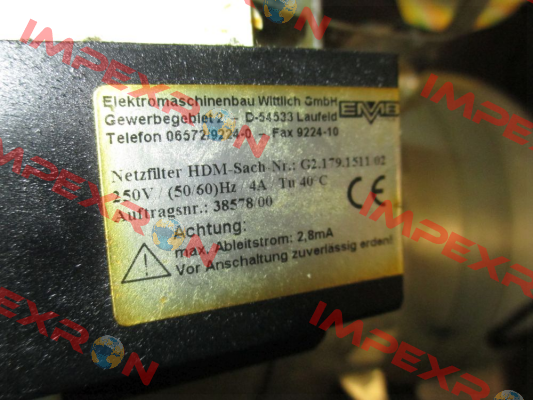 IMPEXRON
Elektromaschinenbau Wittlich GmbH
Gewerbegebiet 2 D-54533 Laufeld
EMB
Telefon 06572/9224-0 – Fax 9224-10
Netzfilter HDM-Sach-Nr.: G2.179.1511/02
250V / (50/60)Hz / 4A / Tu 40°C
Auftragsnr.: 38578/00
CE
Achtung:
max. Ableitstrom: 2,8mA
Vor Anschaltung zuverlässig erden!
IMPEXRON
IMPEXRON
IMPEXRON